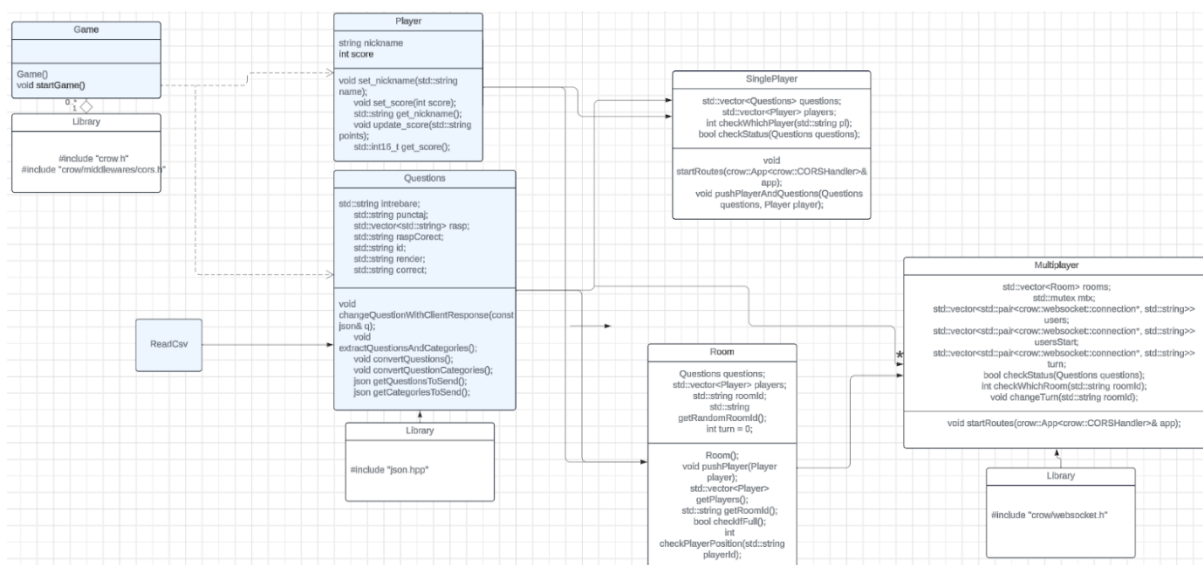 Game
Game()
void startGame()
0..*
1
Library
#include "crow.h"
#include "crow/middlewares/cors.h"
Player
string nickname
int score
void set_nickname(std::string
name);
void set_score(int score);
std::string get_nickname();
void update_score(std::string
points);
std::int16_t get_score();
Questions
std::string intrebare;
std::string punctaj;
std::vector<std::string> rasp;
std::string raspCorect;
std::string id;
std::string render;
std::string correct;
void
changeQuestionWithClientResponse(const
json& q);
void
extractQuestionsAndCategories();
void convertQuestions();
void convertQuestionCategories();
json getQuestionsToSend();
json getCategoriesToSend();
ReadCsv
Library
#include "json.hpp"
SinglePlayer
std::vector<Questions> questions;
std::vector<Player> players;
int checkWhichPlayer(std::string pl);
bool checkStatus(Questions questions);
void
startRoutes(crow::App<crow::CORSHandler>&
app);
void pushPlayerAndQuestions(Questions
questions, Player player);
Room
Questions questions;
std::vector<Player> players;
std::string roomId;
std::string
getRandomRoomId();
int turn = 0;
Room();
void pushPlayer(Player
player);
std::vector<Player>
getPlayers();
std::string getRoomId();
bool checkIfFull();
int
checkPlayerPosition(std::string
playerId);
Multiplayer
std::vector<Room> rooms;
std::mutex mtx;
std::vector<std::pair<crow::websocket::connection*, std::string>>
users;
std::vector<std::pair<crow::websocket::connection*, std::string>>
usersStart;
std::vector<std::pair<crow::websocket::connection*, std::string>>
turn;
bool checkStatus(Questions questions);
int checkWhichRoom(std::string roomId);
void changeTurn(std::string roomId);
void startRoutes(crow::App<crow::CORSHandler>& app);
*
Library
#include "crow/websocket.h"